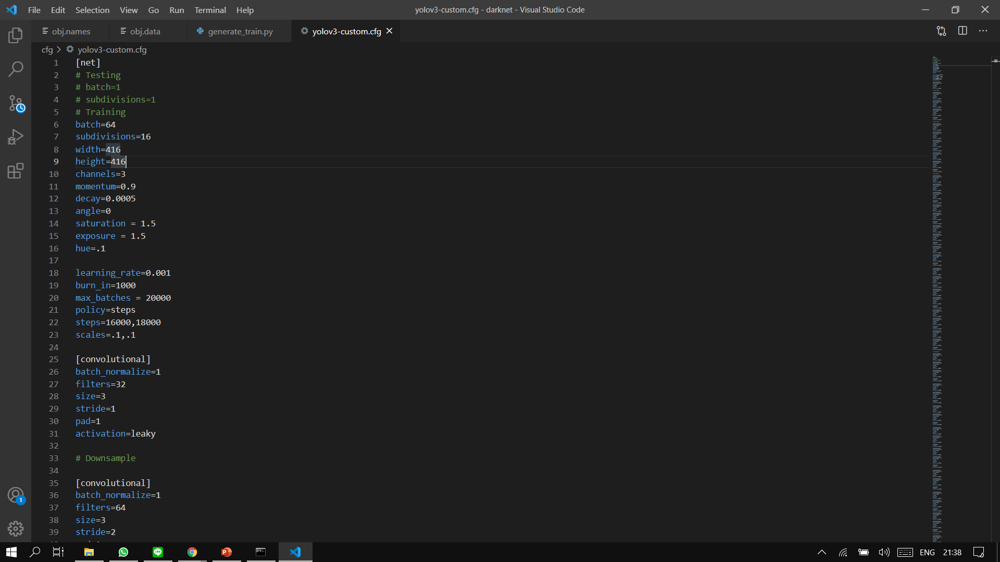 File Edit Selection View Go Run Terminal Help
yolov3-custom.cfg - darknet - Visual Studio Code
obj.names obj.data generate_train.py yolov3-custom.cfg
cfg > yolov3-custom.cfg
1 [net]
2 # Testing
3 # batch=1
4 # subdivisions=1
5 # Training
6 batch=64
7 subdivisions=16
8 width=416
9 height=416
10 channels=3
11 momentum=0.9
12 decay=0.0005
13 angle=0
14 saturation = 1.5
15 exposure = 1.5
16 hue=.1
17
18 learning_rate=0.001
19 burn_in=1000
20 max_batches = 20000
21 policy=steps
22 steps=16000,18000
23 scales=.1,.1
24
25 [convolutional]
26 batch_normalize=1
27 filters=32
28 size=3
29 stride=1
30 pad=1
31 activation=leaky
32
33 # Downsample
34
35 [convolutional]
36 batch_normalize=1
37 filters=64
38 size=3
39 stride=2
1
ENG 21:38